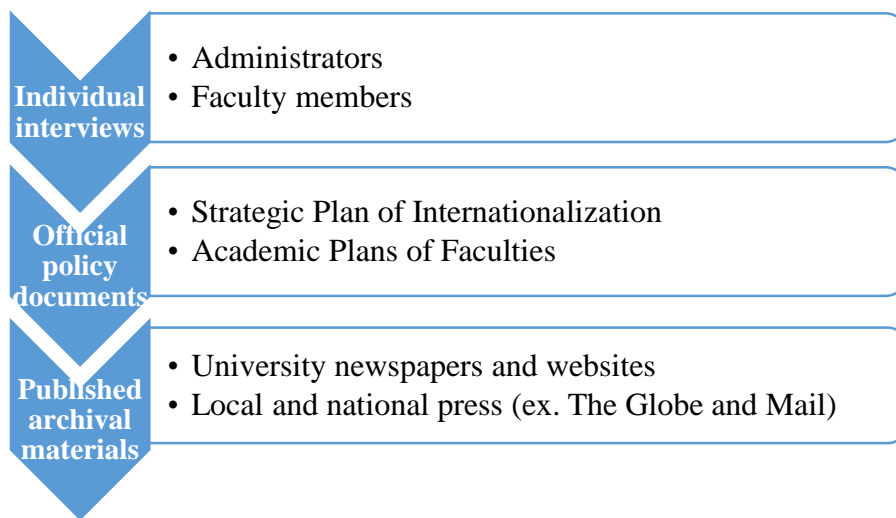 Individual
interviews
• Administrators
• Faculty members
Official
policy
documents
• Strategic Plan of Internationalization
• Academic Plans of Faculties
Published
archival
materials
• University newspapers and websites
• Local and national press (ex. The Globe and Mail)